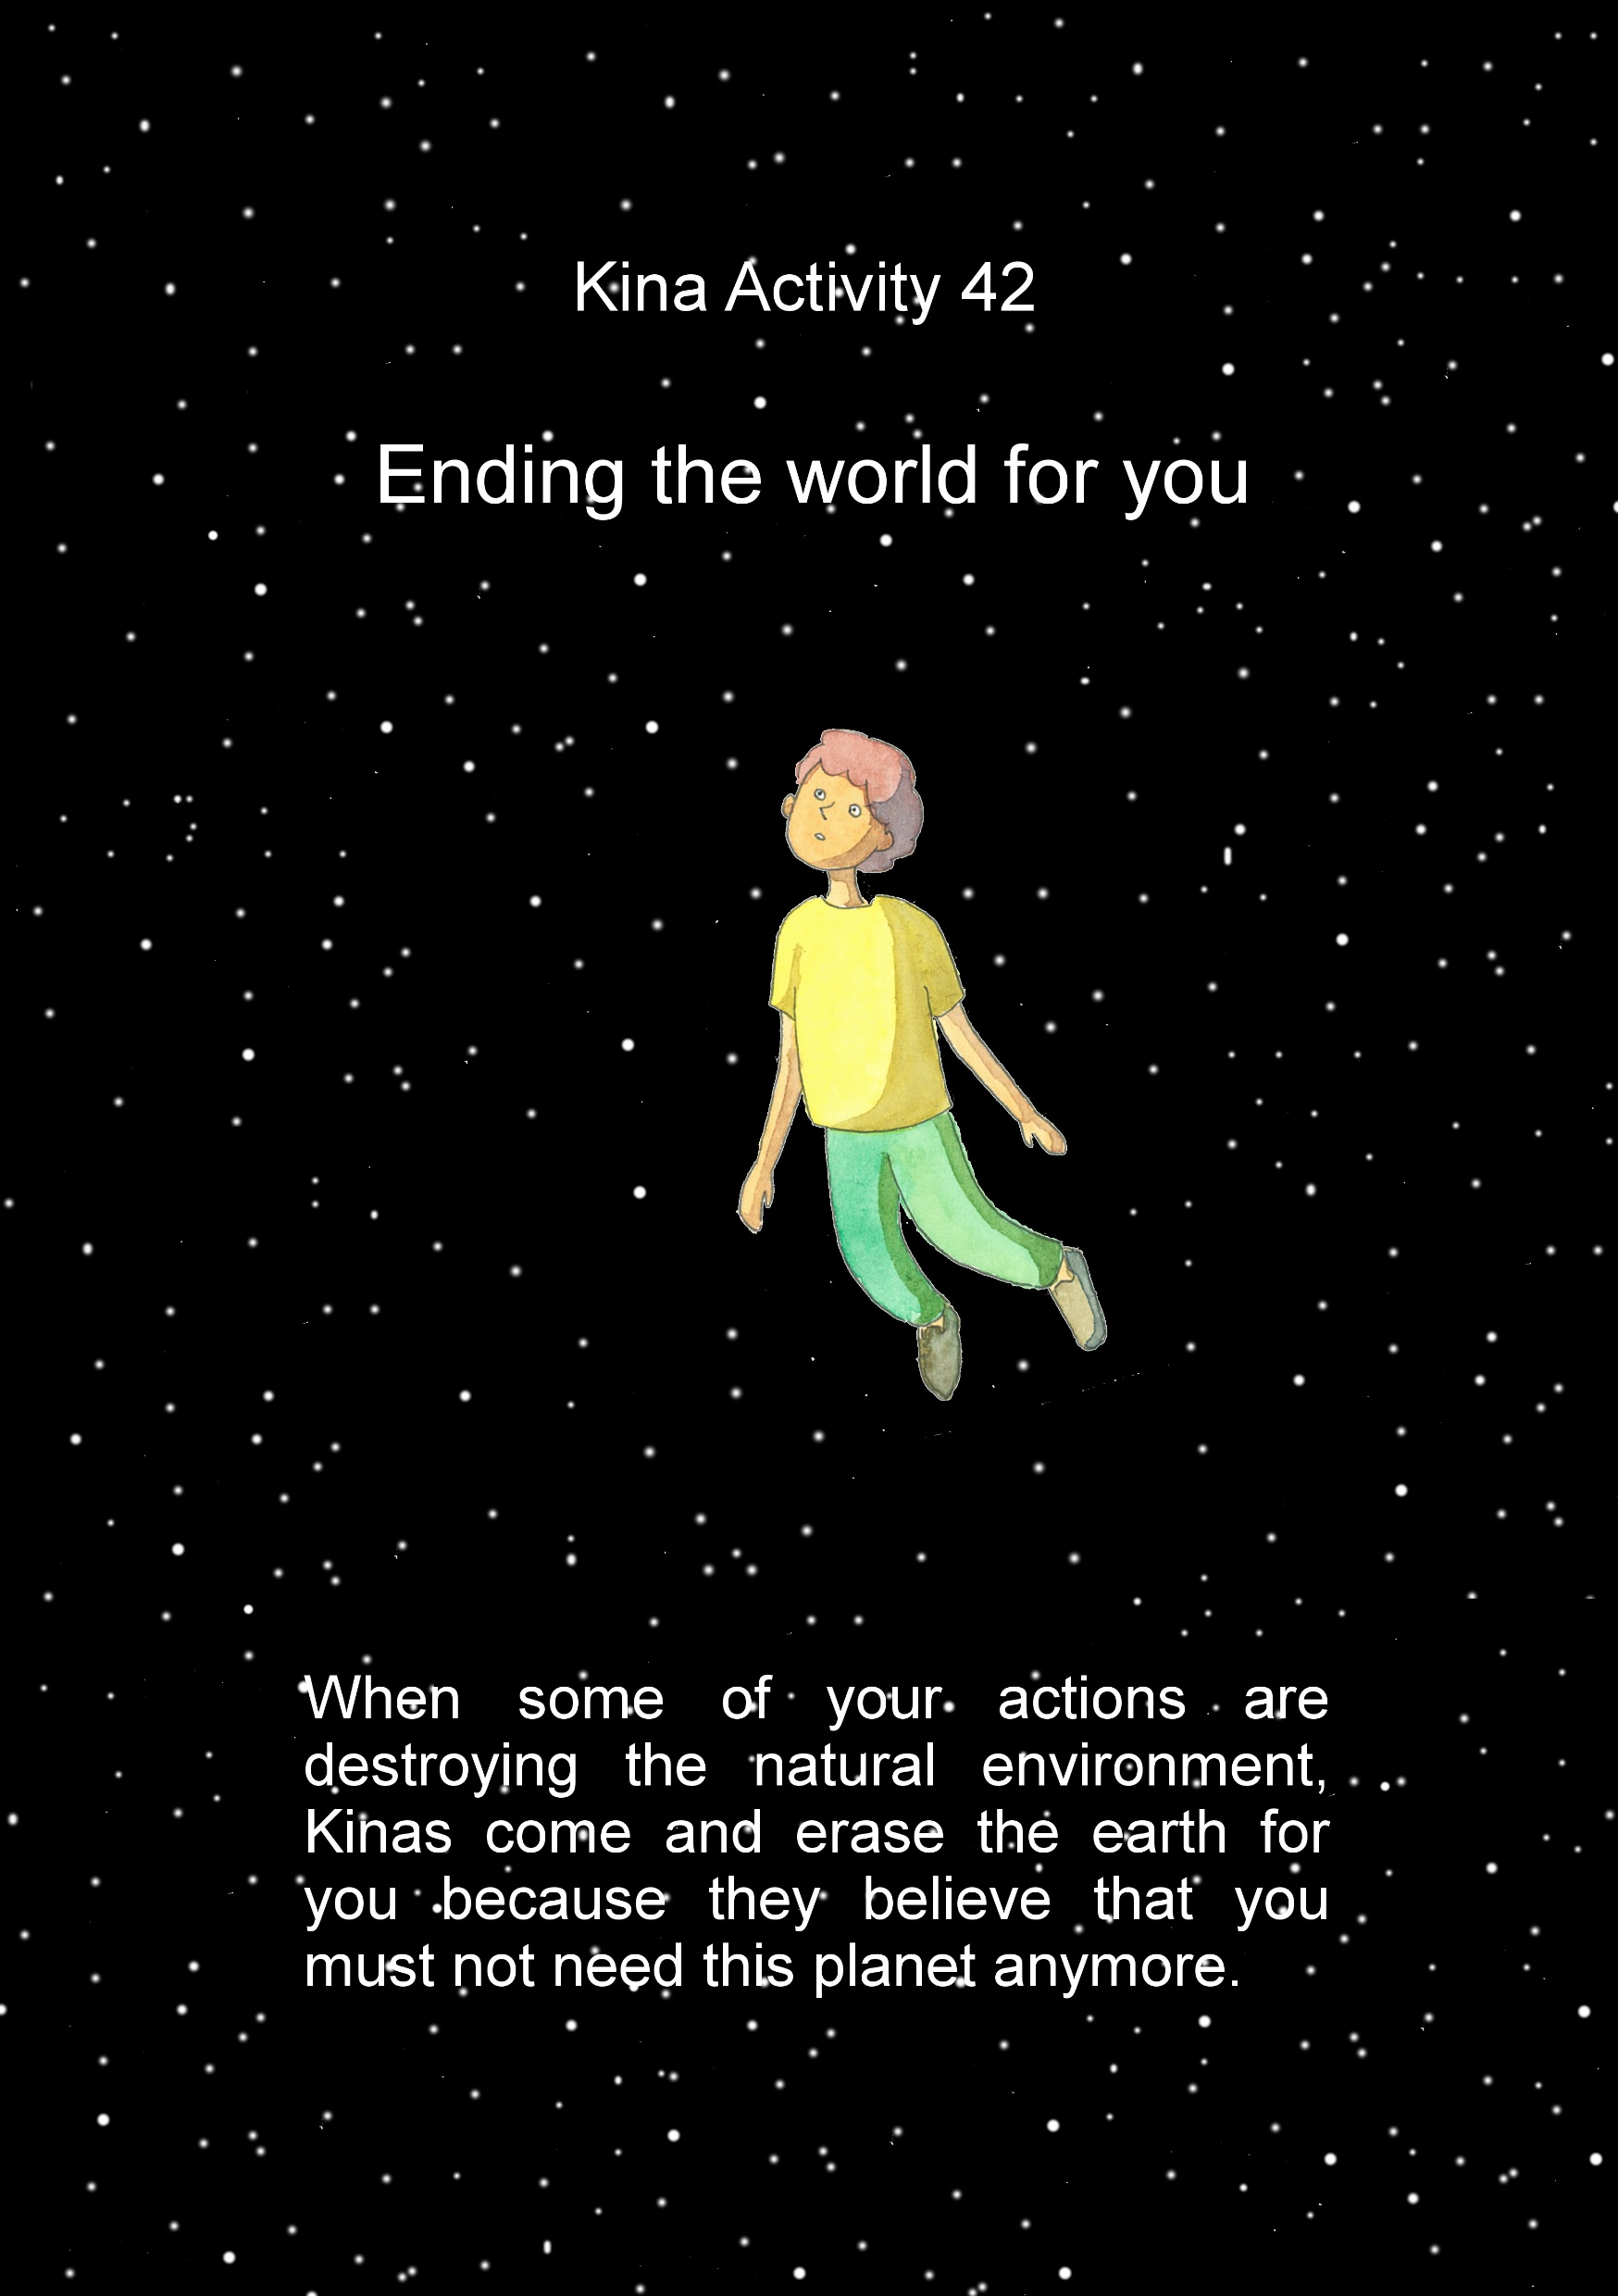 Kina Activity 42
Ending the world for you
When some of your actions are
destroying the natural environment,
Kinas come and erase the earth for
you because they believe that you
must not need this planet anymore.